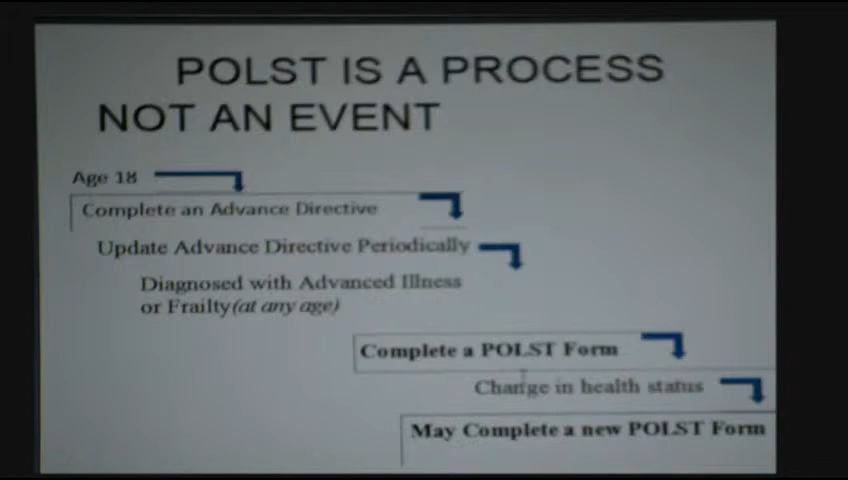 POLST IS A PROCESS
NOT AN EVENT
Age 18
Complete an Advance Directive
Update Advance Directive Periodically
Diagnosed with Advanced Illness
or Frailty(at any age)
Complete a POLST Form
Change in health status
May Complete a new POLST Form